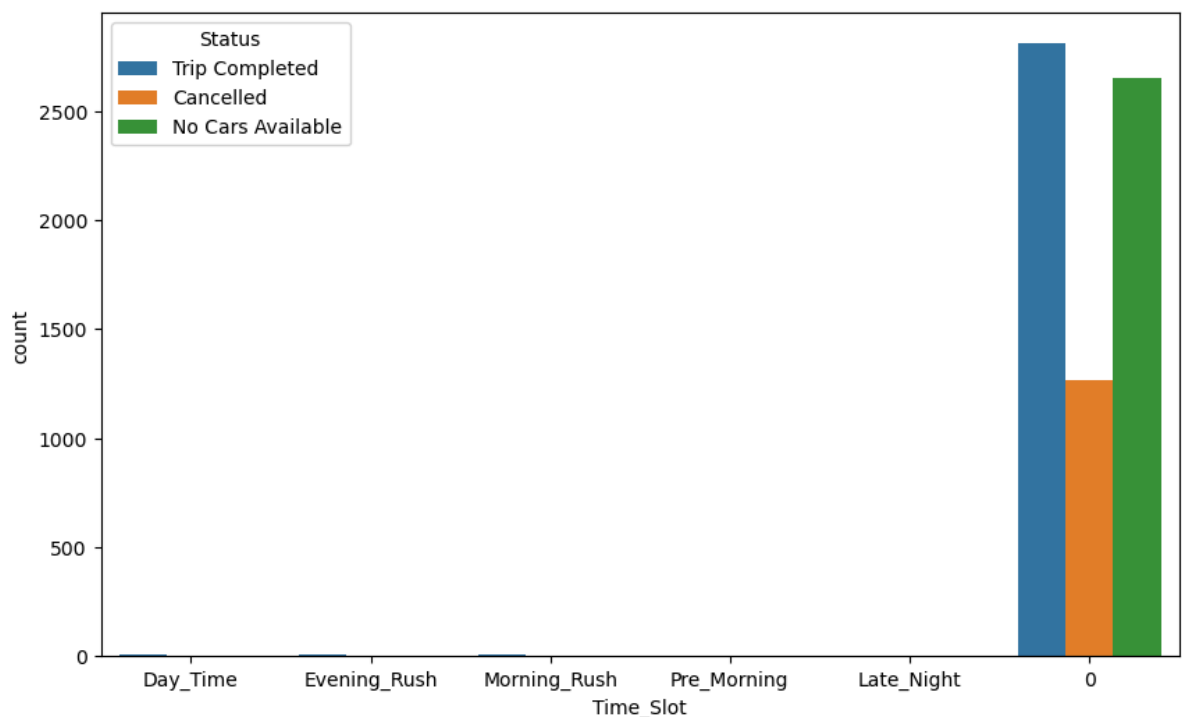 Status
Trip Completed
Cancelled
No Cars Available
2500
2000
1500
1000
500
0
count
Day_Time Evening_Rush Morning_Rush Pre_Morning Late_Night 0
Time_Slot